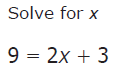 Solve for x
9 = 2x + 3